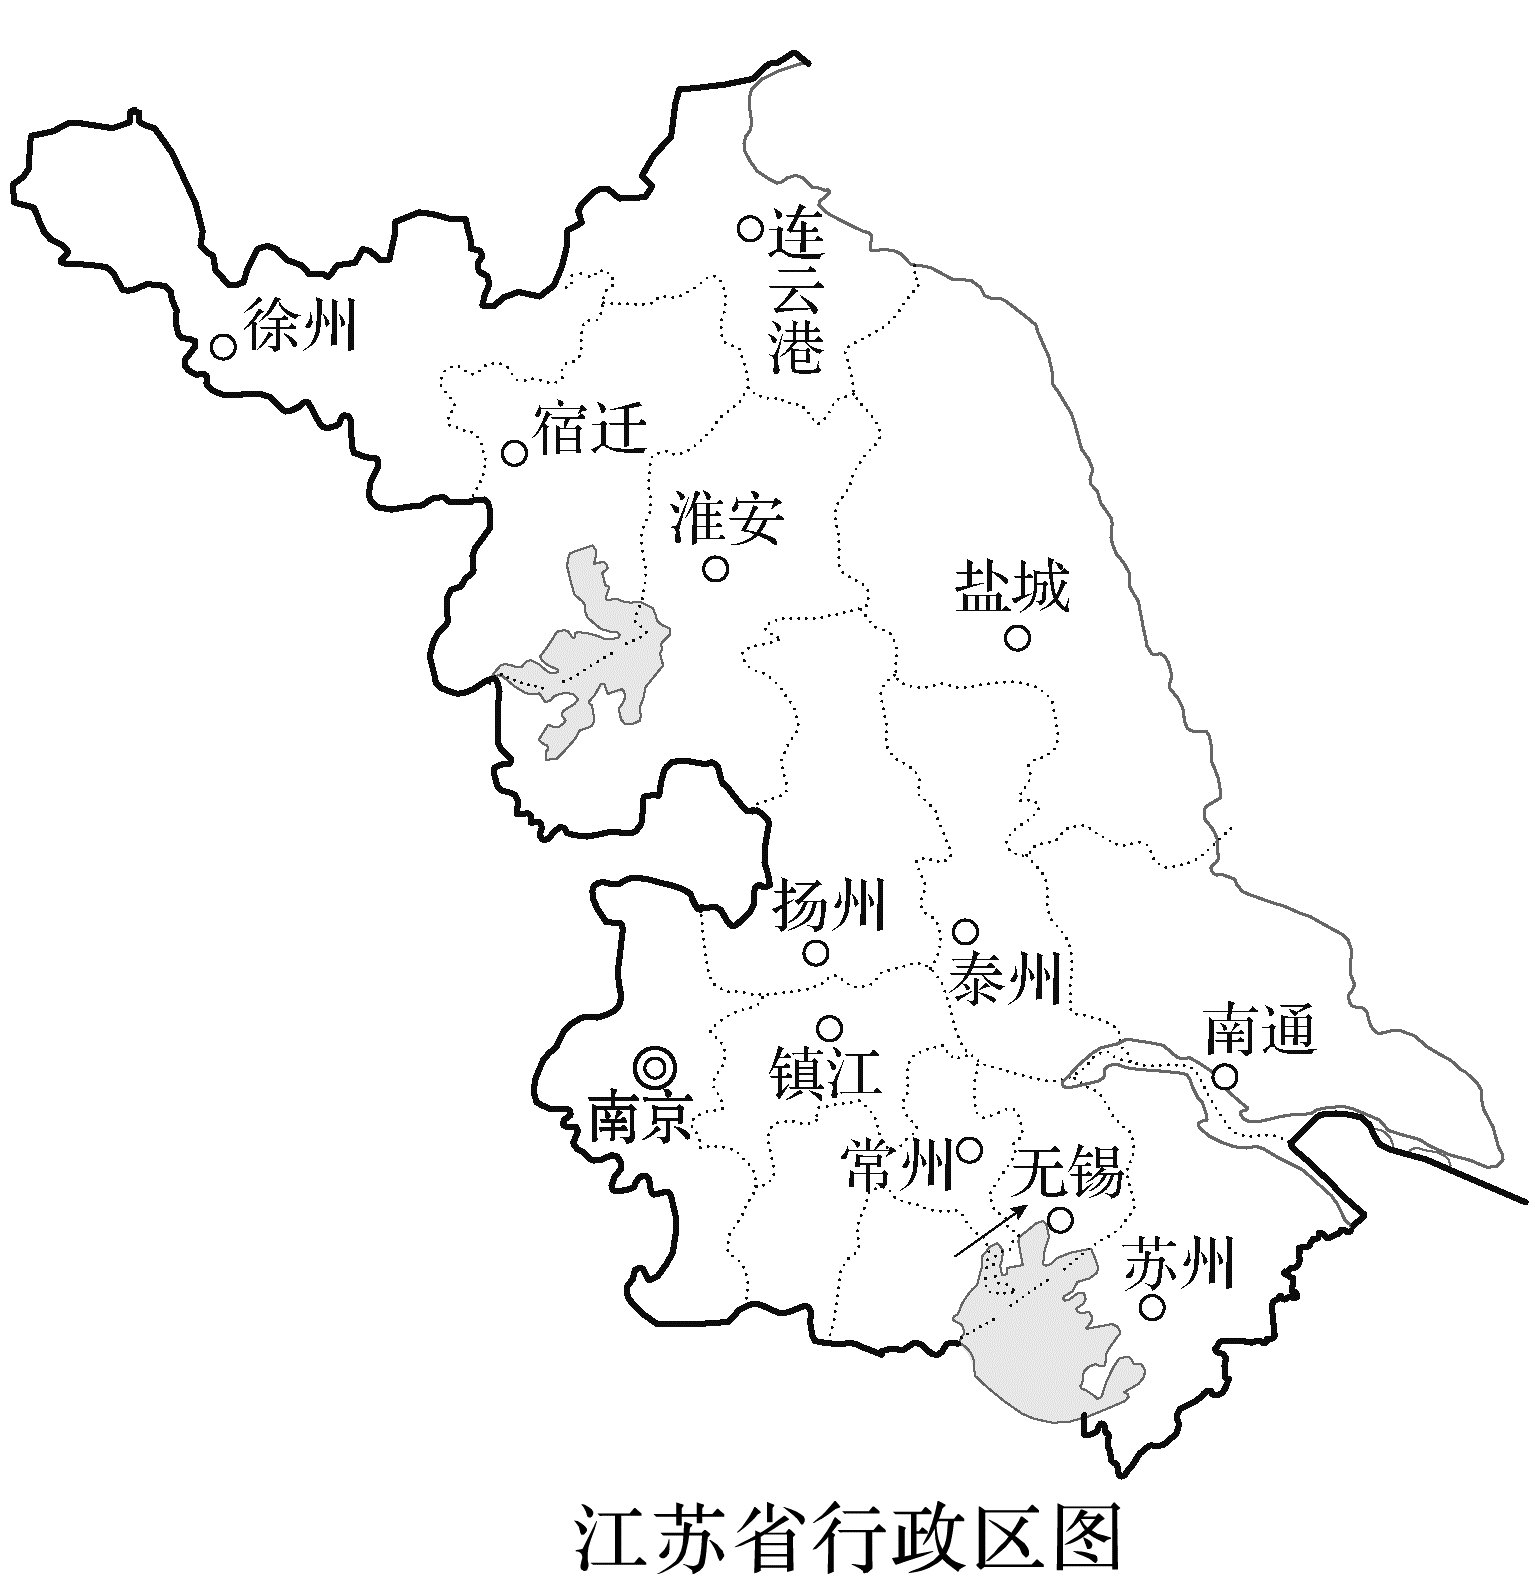 连云港
徐州
宿迁
淮安
盐城
扬州
泰州
南通
镇江
南京
常州
无锡
苏州
江苏省行政区图